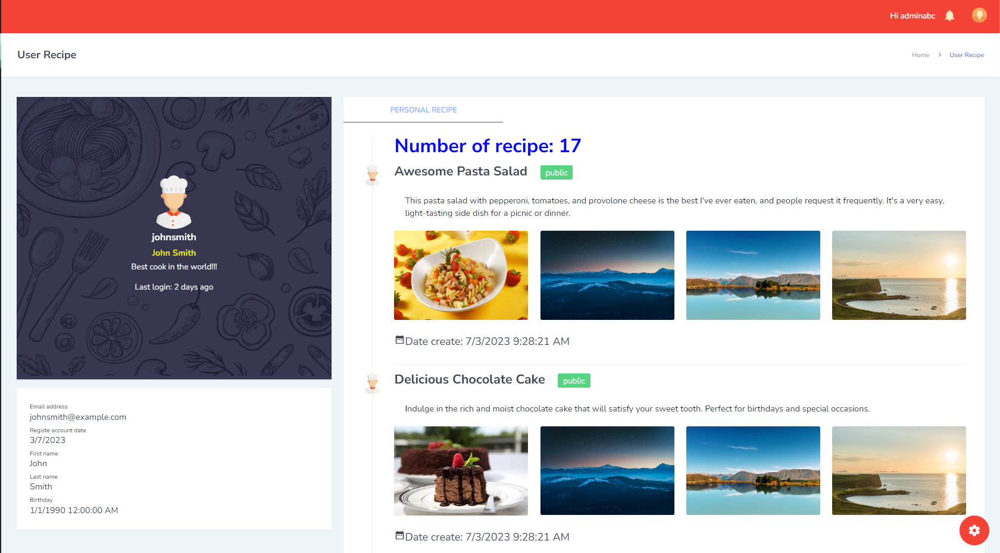 Hi adminabc
User Recipe
Home > User Recipe
johnsmith
John Smith
Best cook in the world!!!
Last login: 2 days ago
Email address
johnsmith@example.com
Registe account date
3/7/2023
First name
John
Last name
Smith
Birthday
1/1/1990 12:00:00 AM
PERSONAL RECIPE
Number of recipe: 17
Awesome Pasta Salad public
This pasta salad with pepperoni, tomatoes, and provolone cheese is the best I've ever eaten, and people request it frequently. It's a very easy,
light-tasting side dish for a picnic or dinner.
Date create: 7/3/2023 9:28:21 AM
Delicious Chocolate Cake public
Indulge in the rich and moist chocolate cake that will satisfy your sweet tooth. Perfect for birthdays and special occasions.
Date create: 7/3/2023 9:28:21 AM